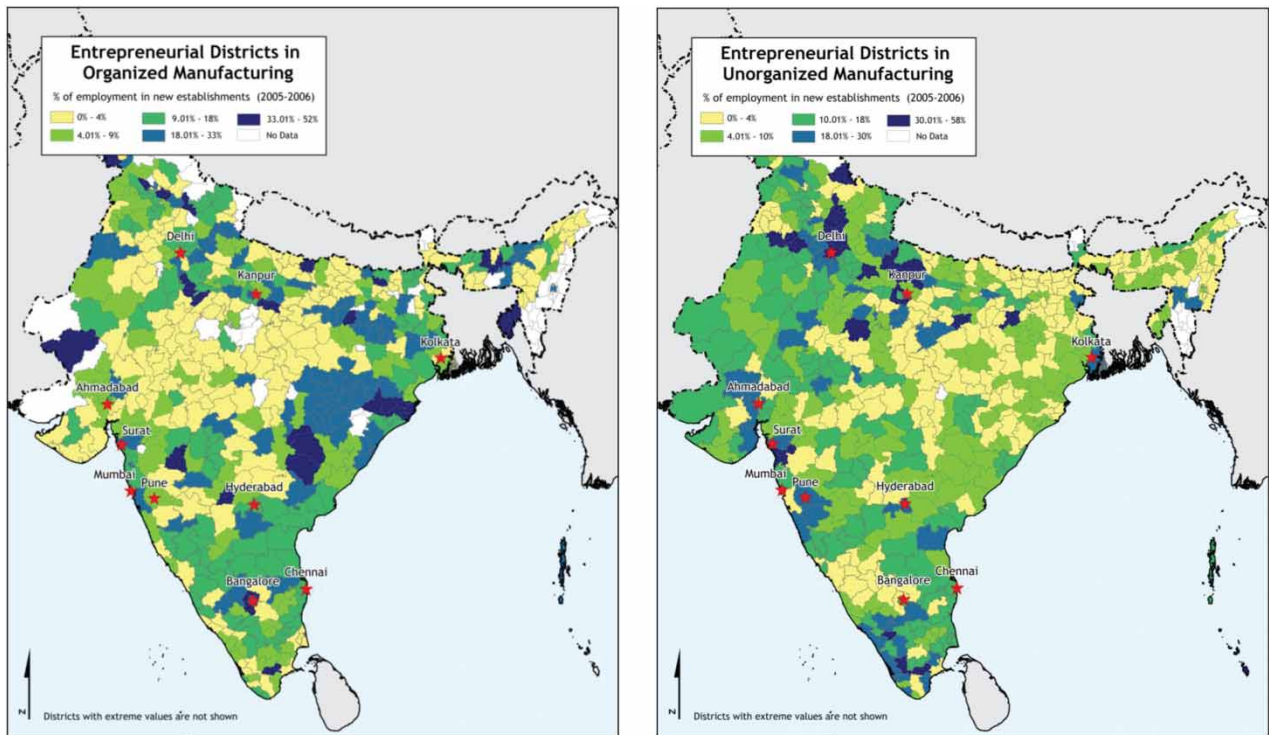 Entrepreneurial Districts in
Organized Manufacturing
% of employment in new establishments (2005-2006)
0% - 4%
9.01% - 18%
33.01% - 52%
4.01% - 9%
18.01% - 33%
No Data
Delhi
Kanpur
Kolkata
Ahmadabad
Surat
Mumbai
Pune
Hyderabad
Chennai
Bangalore
N
Districts with extreme values are not shown
Entrepreneurial Districts in
Unorganized Manufacturing
% of employment in new establishments (2005-2006)
0% - 4%
10.01% - 18%
30.01% - 58%
4.01% - 10%
18.01% - 30%
No Data
Delhi
Kanpur
Kolkata
Ahmadabad
Surat
Mumbai
Pune
Hyderabad
Chennai
Bangalore
N
Districts with extreme values are not shown